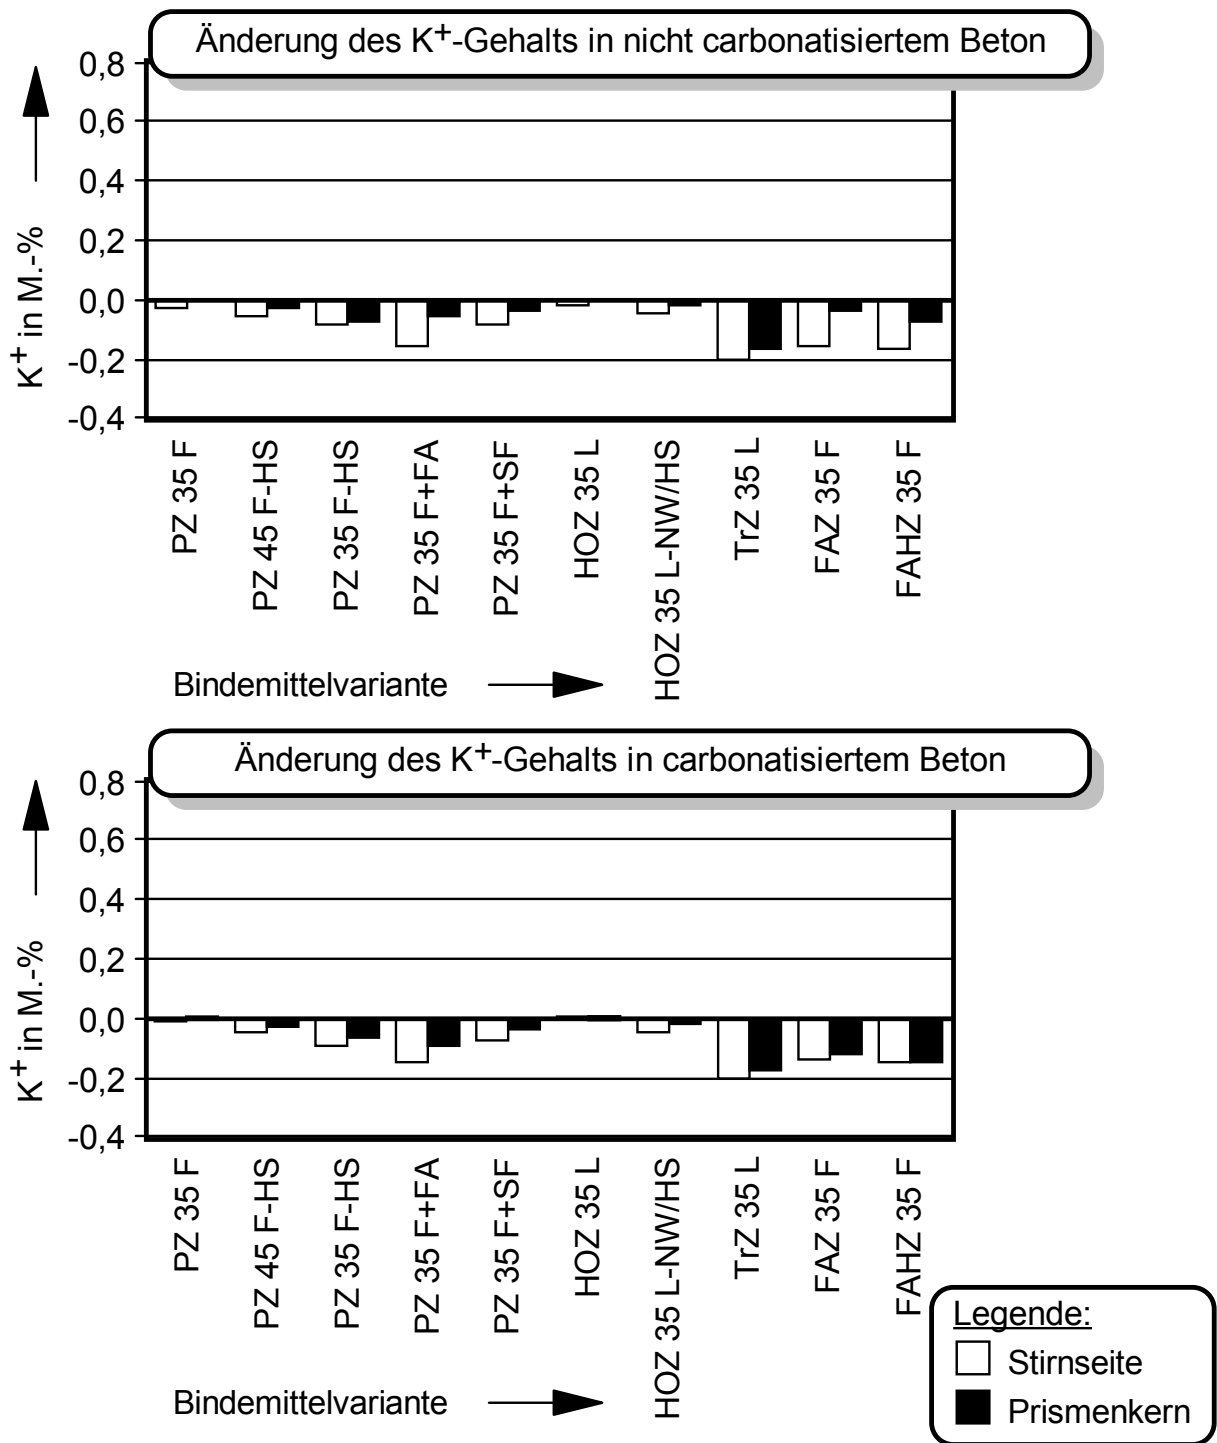 Änderung des K+-Gehalts in nicht carbonatisiertem Beton
K+ in M.-%
0,8
0,6
0,4
0,2
0,0
-0,2
-0,4
PZ 35 F
PZ 45 F-HS
PZ 35 F-HS
PZ 35 F+FA
PZ 35 F+SF
HOZ 35 L
HOZ 35 L-NW/HS
TrZ 35 L
FAZ 35 F
FAHZ 35 F
Bindemittelvariante
Änderung des K+-Gehalts in carbonatisiertem Beton
K+ in M.-%
0,8
0,6
0,4
0,2
0,0
-0,2
-0,4
PZ 35 F
PZ 45 F-HS
PZ 35 F-HS
PZ 35 F+FA
PZ 35 F+SF
HOZ 35 L
HOZ 35 L-NW/HS
TrZ 35 L
FAZ 35 F
FAHZ 35 F
Bindemittelvariante
Legende:
Stirnseite
Prismenkern